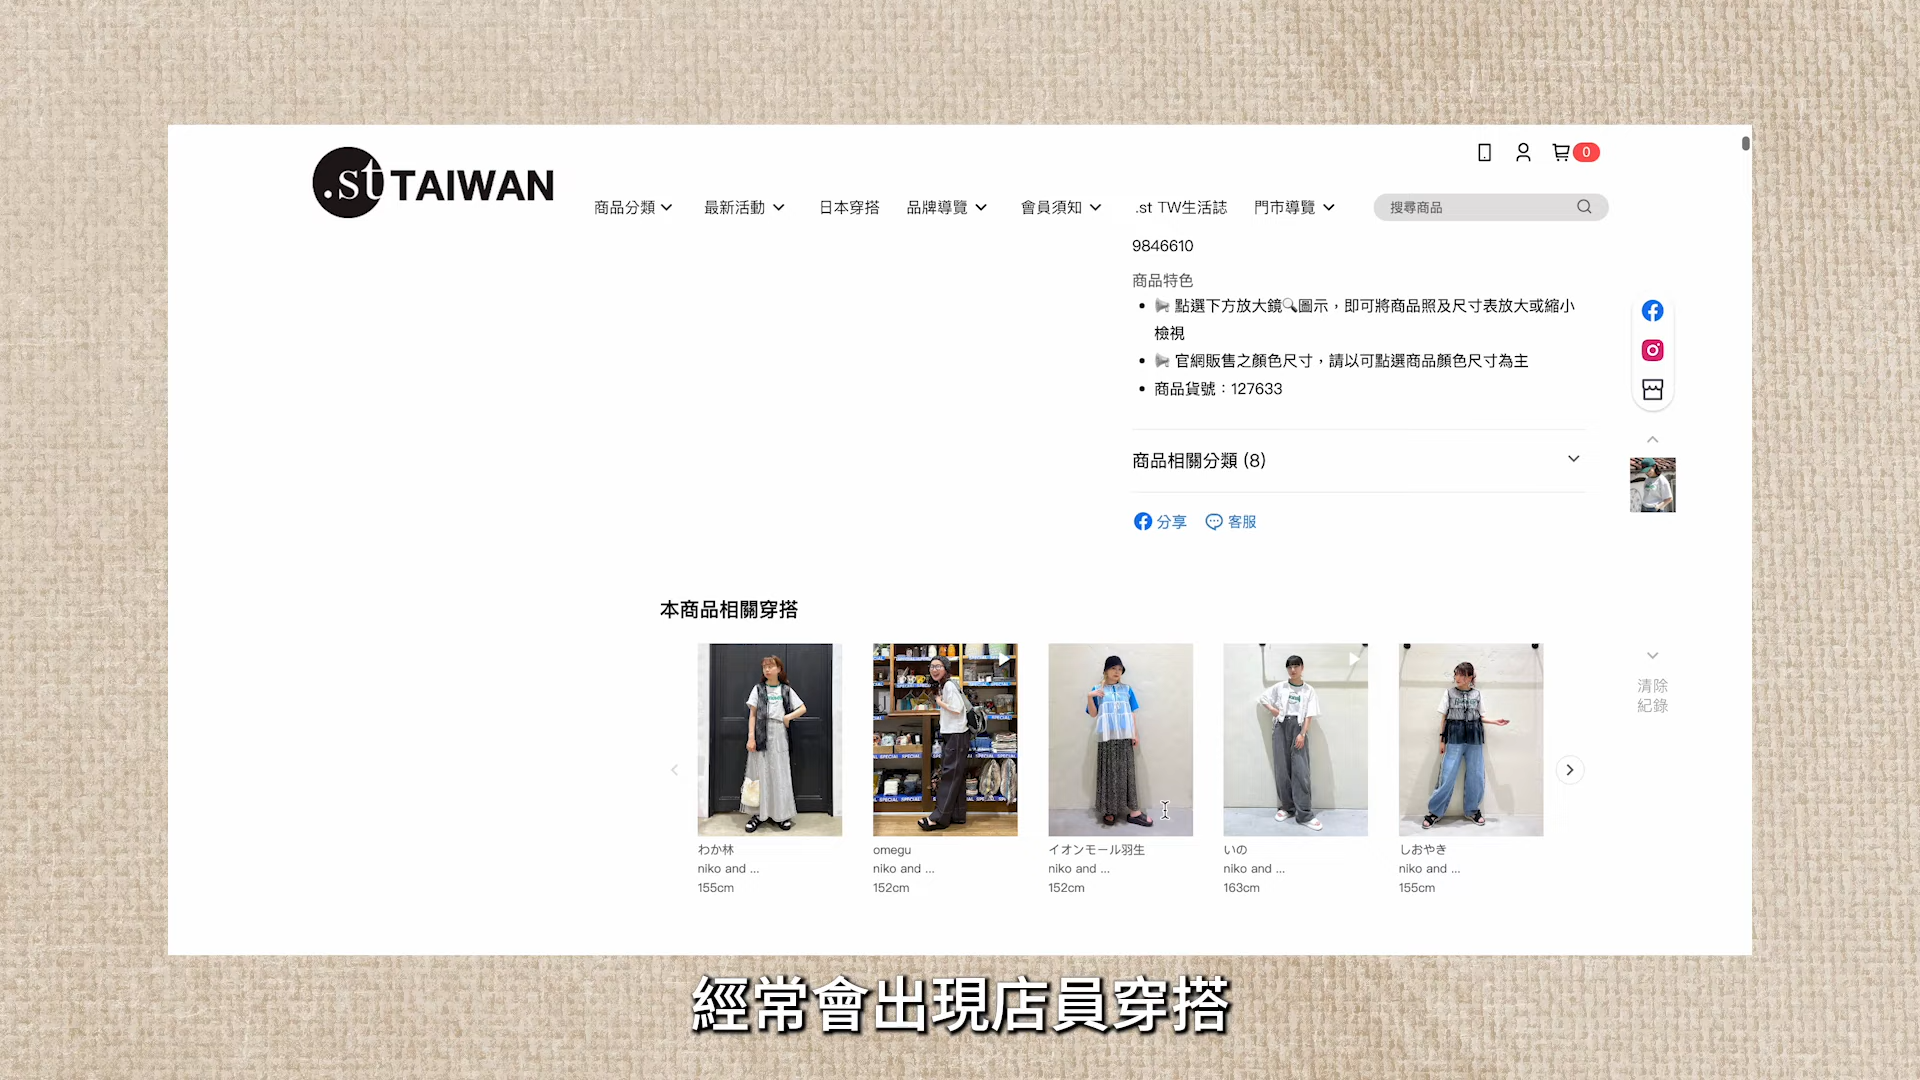 .st TAIWAN
0
商品分類
最新活動
日本穿搭
品牌導覽
會員須知
.st TW生活誌
門市導覽
搜尋商品
9846610
商品特色
點選下方放大鏡🔍圖示，即可將商品照及尺寸表放大或縮小
檢視
官網販售之顏色尺寸，請以可點選商品顏色尺寸為主
商品貨號：127633
商品相關分類 (8)
分享
客服
本商品相關穿搭
清除
紀錄
わか林
niko and ...
155cm
omegu
niko and ...
152cm
イオンモール羽生
niko and ...
152cm
いの
niko and ...
163cm
しおやき
niko and ...
155cm
經常會出現店員穿搭